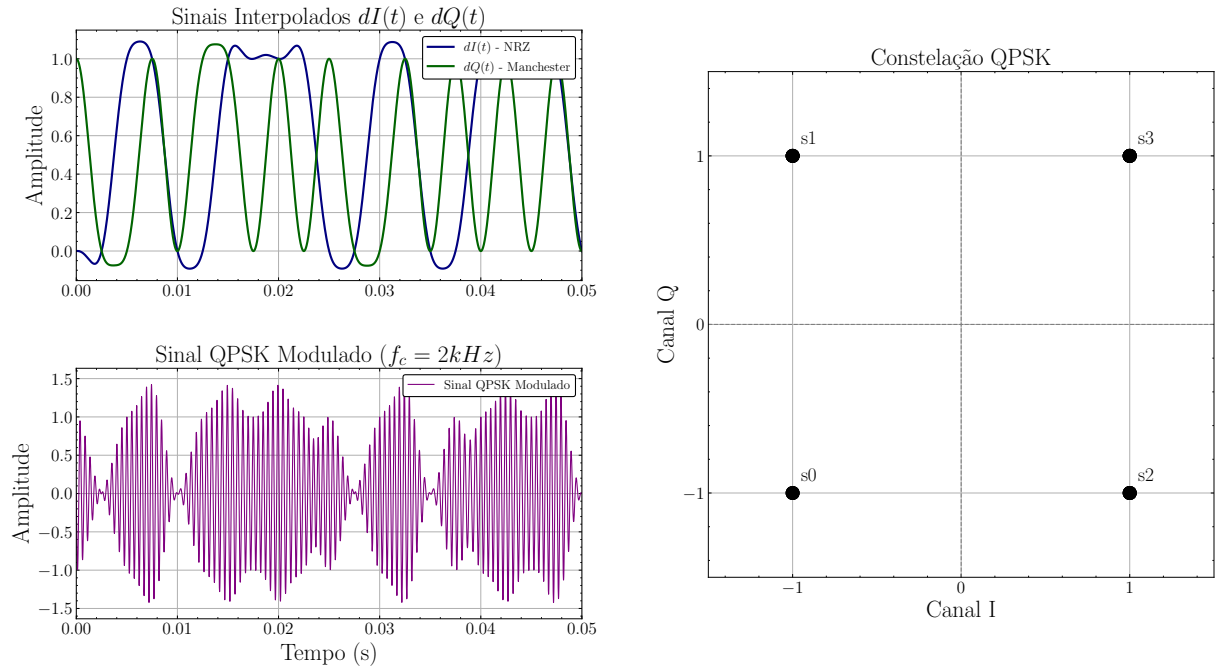 Sinais Interpolados dI(t) e dQ(t)
Amplitude
1.0
0.8
0.6
0.4
0.2
0.0
dI(t) - NRZ
dQ(t) - Manchester
0.00 0.01 0.02 0.03 0.04 0.05
Sinal QPSK Modulado (f_c = 2kHz)
Amplitude
1.5
1.0
0.5
0.0
−0.5
−1.0
−1.5
Sinal QPSK Modulado
0.00 0.01 0.02 0.03 0.04 0.05
Tempo (s)
Constelação QPSK
Canal Q
1
0
−1
s1
s3
s0
s2
−1 0 1
Canal I